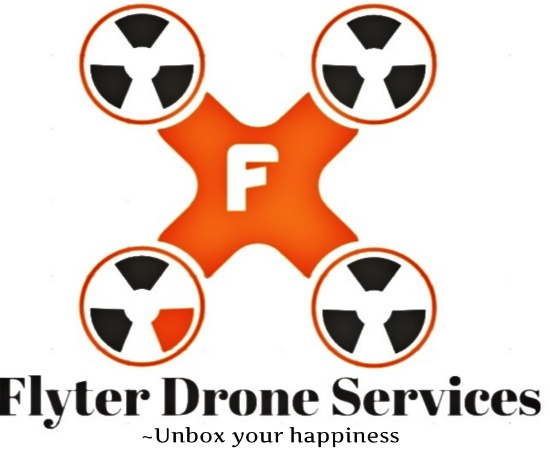 F
Flyter Drone Services
~Unbox your happiness